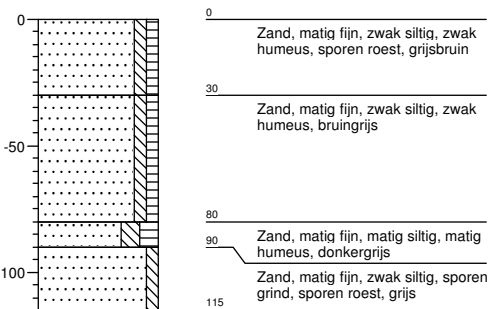 0
0
Zand, matig fijn, zwak siltig, zwak
humeus, sporen roest, grijsbruin
30
Zand, matig fijn, zwak siltig, zwak
humeus, bruingrijs
-50
80
Zand, matig fijn, matig siltig, matig
humeus, donkergrijs
90
Zand, matig fijn, zwak siltig, sporen
grind, sporen roest, grijs
100
115